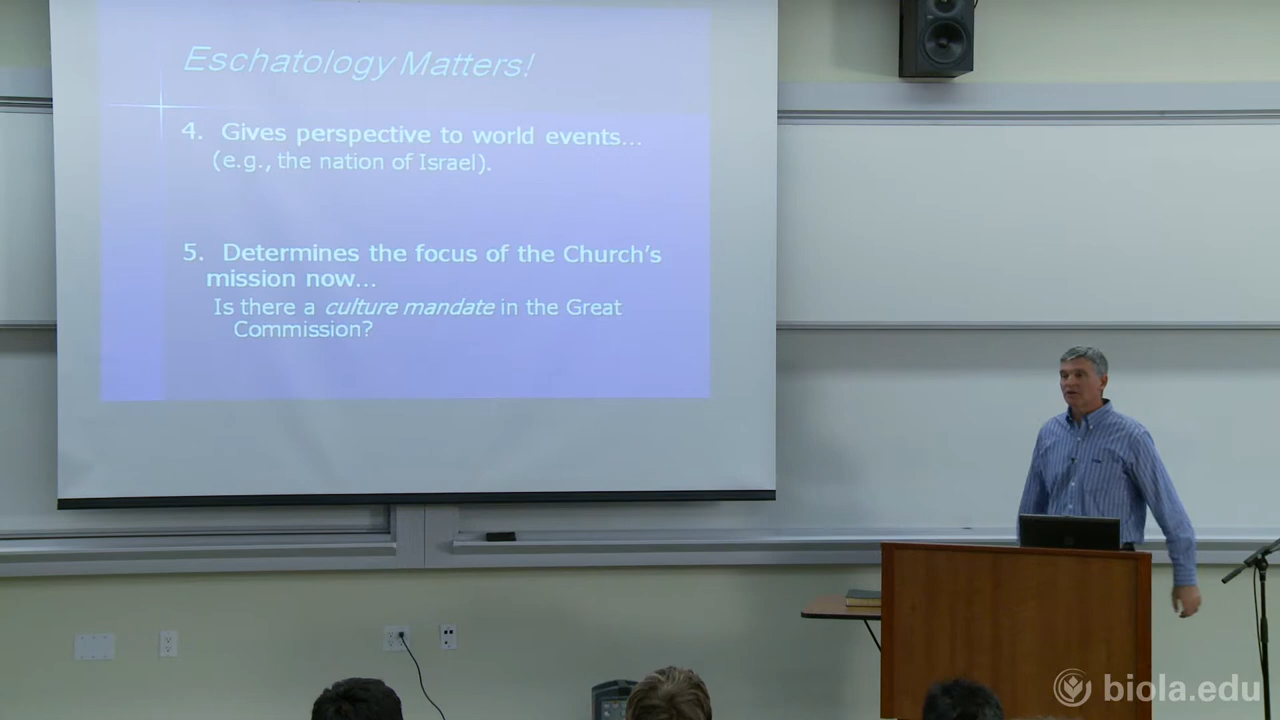 Eschatology Matters!
4. Gives perspective to world events...
(e.g., the nation of Israel).
5. Determines the focus of the Church's
mission now...
Is there a culture mandate in the Great
Commission?
biola.edu